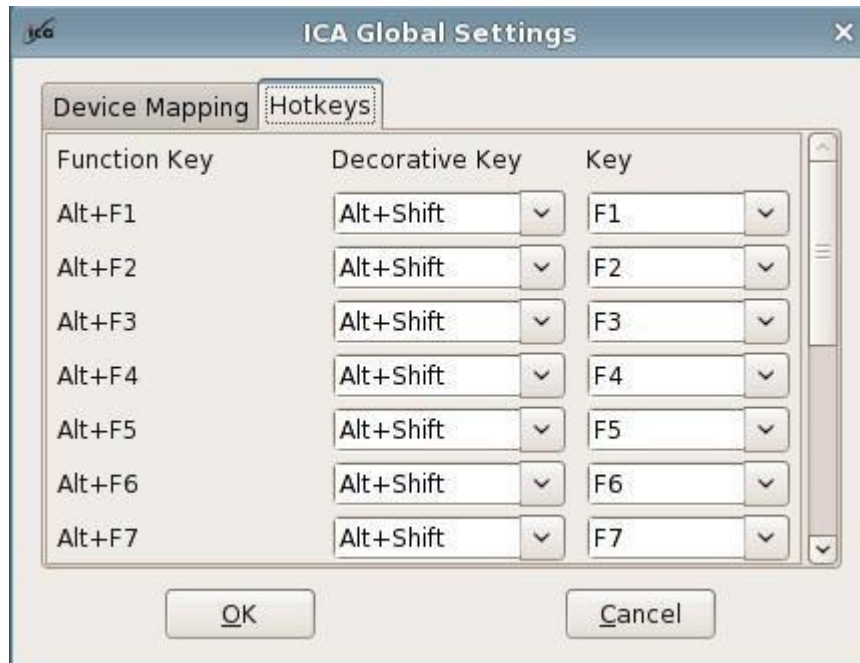 ica ICA Global Settings
Device Mapping Hotkeys
Function Key Decorative Key Key
Alt+F1 Alt+Shift F1
Alt+F2 Alt+Shift F2
Alt+F3 Alt+Shift F3
Alt+F4 Alt+Shift F4
Alt+F5 Alt+Shift F5
Alt+F6 Alt+Shift F6
Alt+F7 Alt+Shift F7
OK Cancel